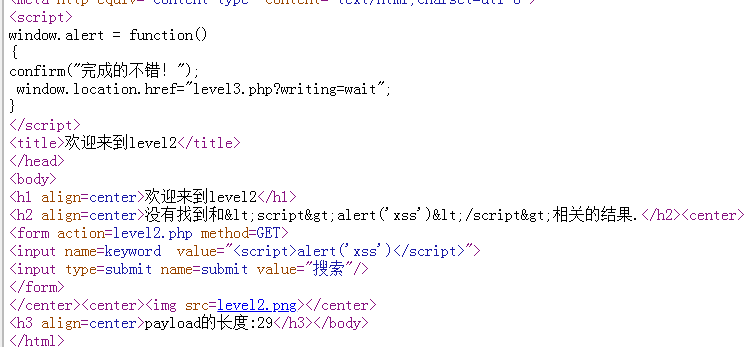 <meta http-equiv="content-type" content="text/html;charset=utf-8">
<script>
window.alert = function()
{
confirm("完成的不错！");
 window.location.href="level3.php?writing=wait";
}
</script>
<title>欢迎来到level2</title>
</head>
<body>
<h1 align=center>欢迎来到level2</h1>
<h2 align=center>没有找到和&lt;script&gt;alert('xss')&lt;/script&gt;相关的结果.</h2><center>
<form action=level2.php method=GET>
<input name=keyword  value="<script>alert('xss')</script>">
<input type=submit name=submit value="搜索"/>
</form>
</center><center><img src=level2.png></center>
<h3 align=center>payload的长度:29</h3></body>
</html>